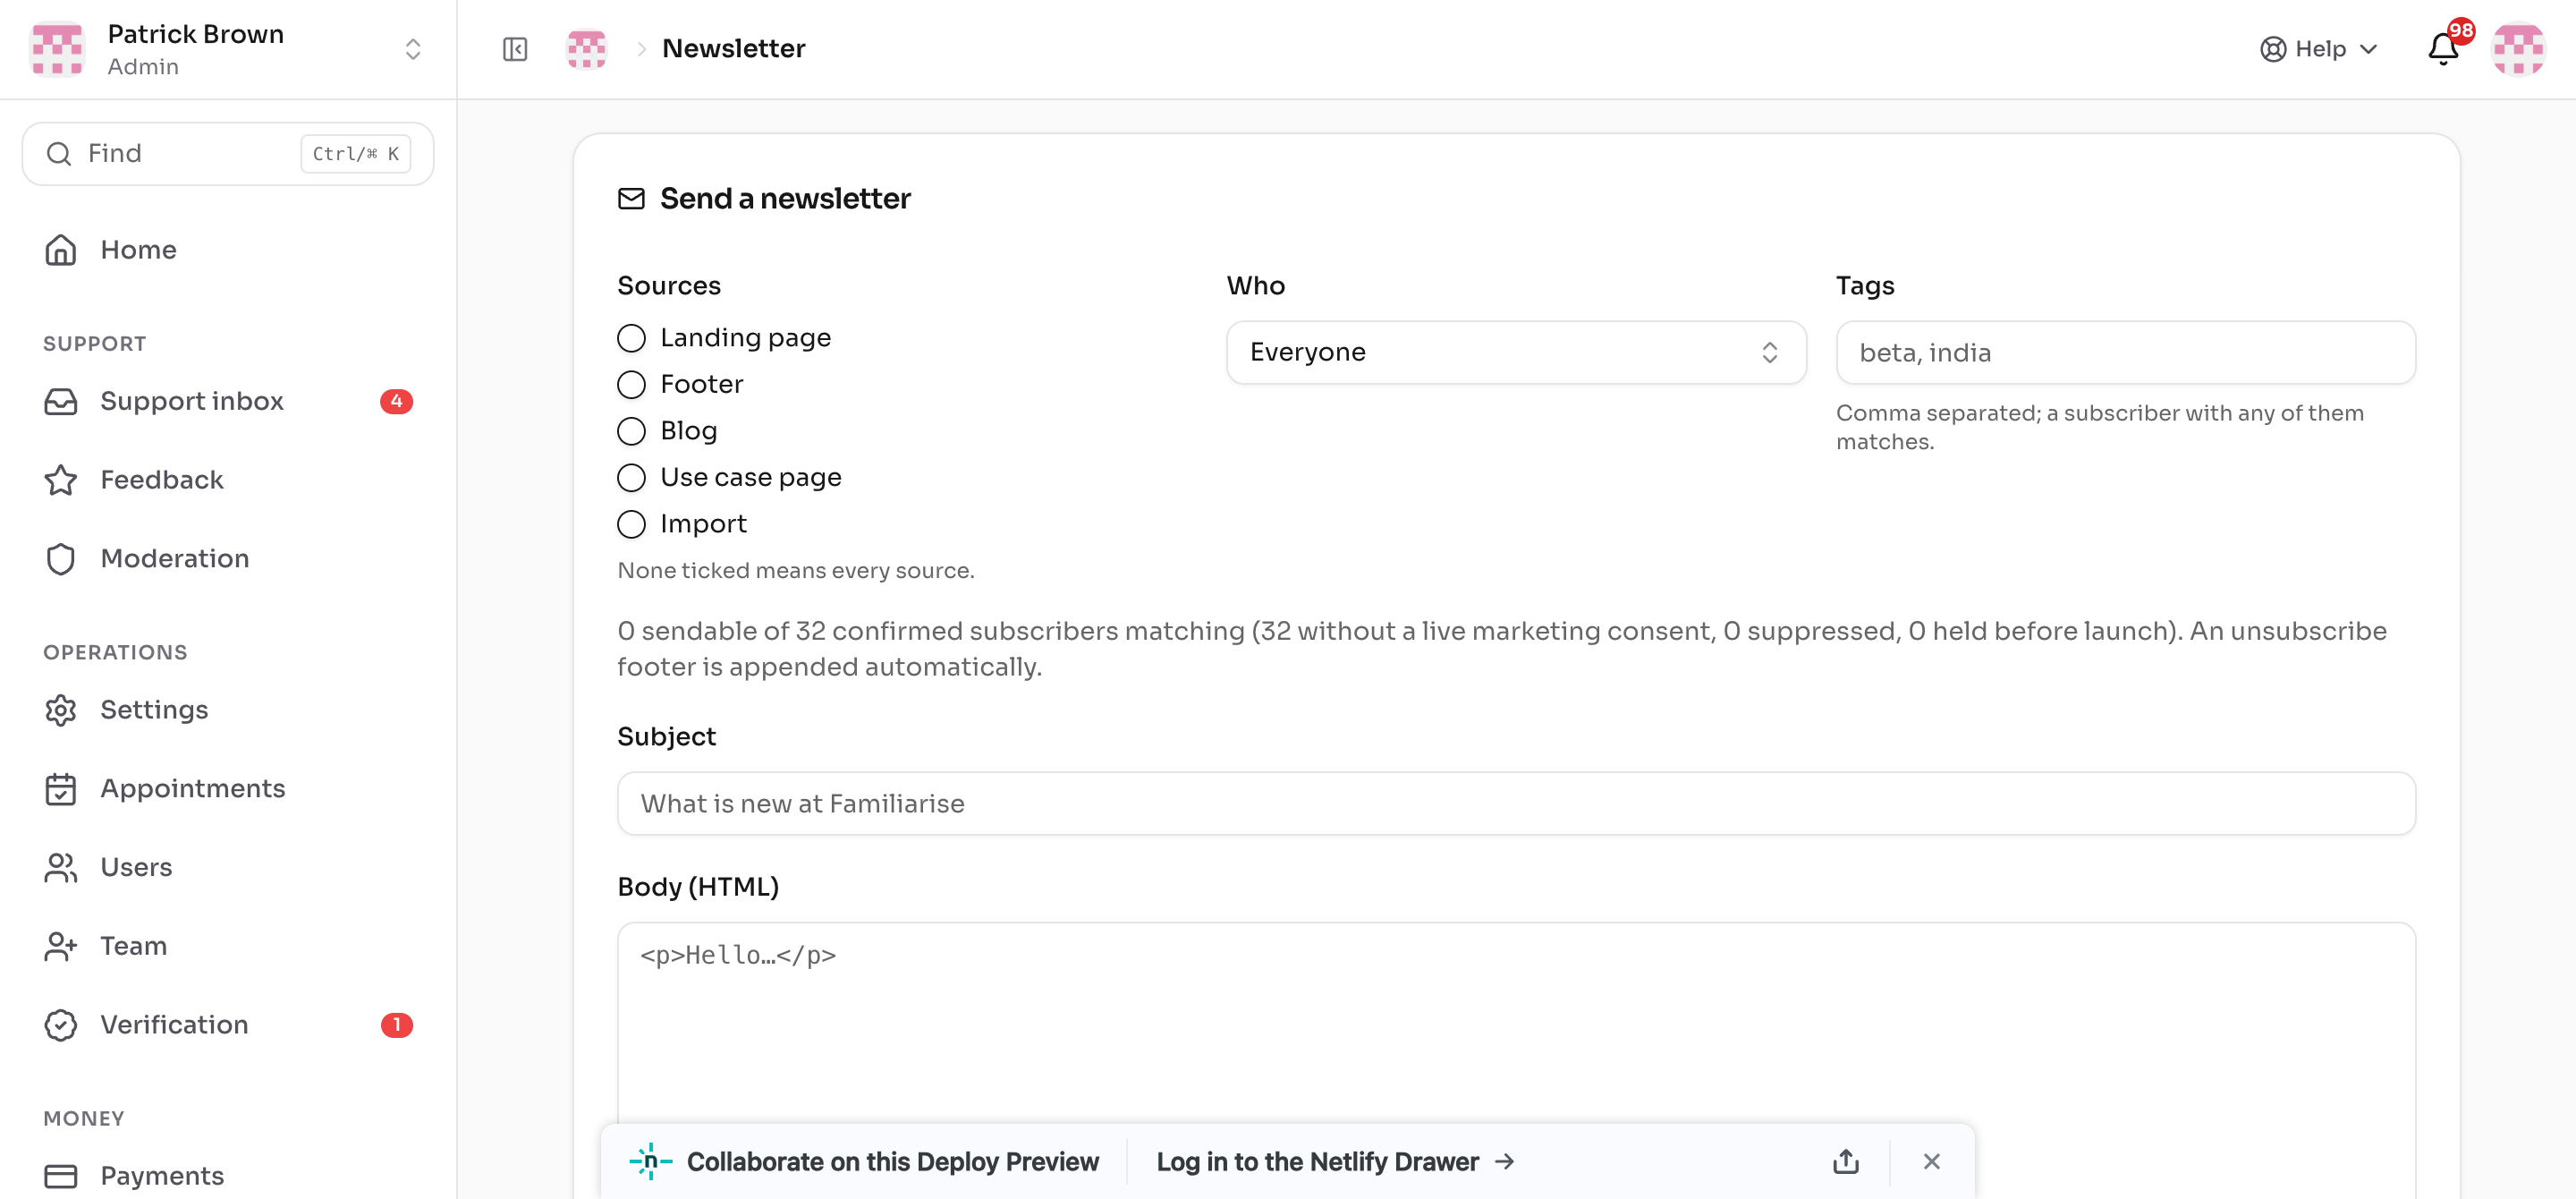 Patrick Brown
Admin
Find
Ctrl/⌘ K
Home
SUPPORT
Support inbox
4
Feedback
Moderation
OPERATIONS
Settings
Appointments
Users
Team
Verification
1
MONEY
Payments
Newsletter
Help
98
Send a newsletter
Sources
Landing page
Footer
Blog
Use case page
Import
None ticked means every source.
Who
Everyone
Tags
beta, india
Comma separated; a subscriber with any of them
matches.
0 sendable of 32 confirmed subscribers matching (32 without a live marketing consent, 0 suppressed, 0 held before launch). An unsubscribe
footer is appended automatically.
Subject
What is new at Familiarise
Body (HTML)
<p>Hello…</p>
n
Collaborate on this Deploy Preview
Log in to the Netlify Drawer →